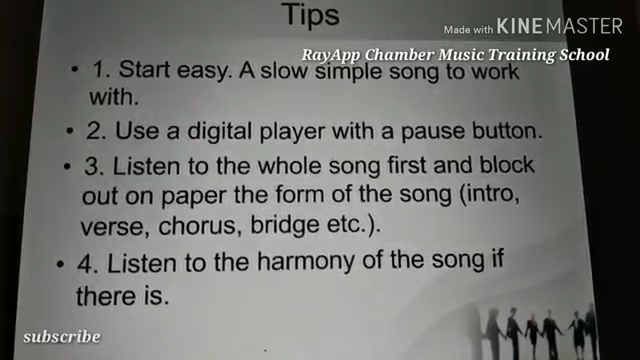 Tips
Made with KINEMASTER
RayApp Chamber Music Training School
• 1. Start easy. A slow simple song to work
with.
• 2. Use a digital player with a pause button.
• 3. Listen to the whole song first and block
out on paper the form of the song (intro,
verse, chorus, bridge etc.).
• 4. Listen to the harmony of the song if
there is.
subscribe